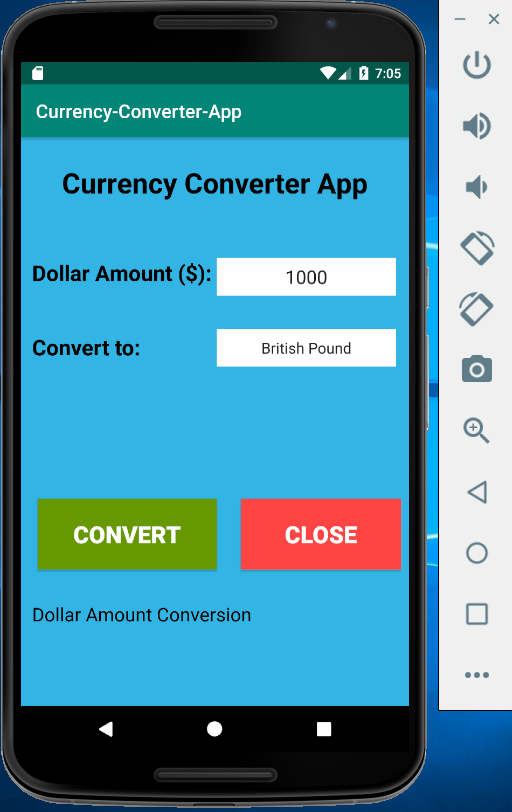 7:05
Currency-Converter-App
Currency Converter App
Dollar Amount ($): 1000
Convert to: British Pound
CONVERT CLOSE
Dollar Amount Conversion